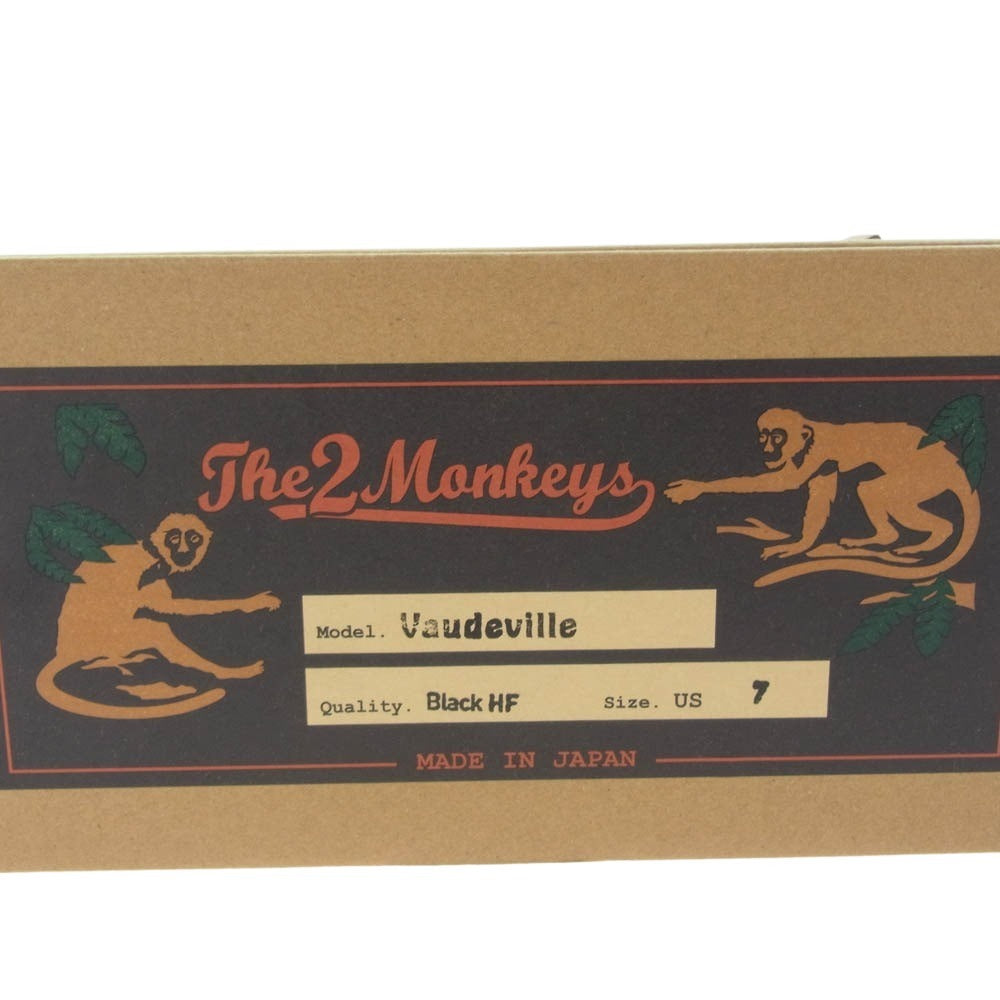 The2Monkeys
Model. Vaudeville
Quality. Black HF Size. US 7
MADE IN JAPAN